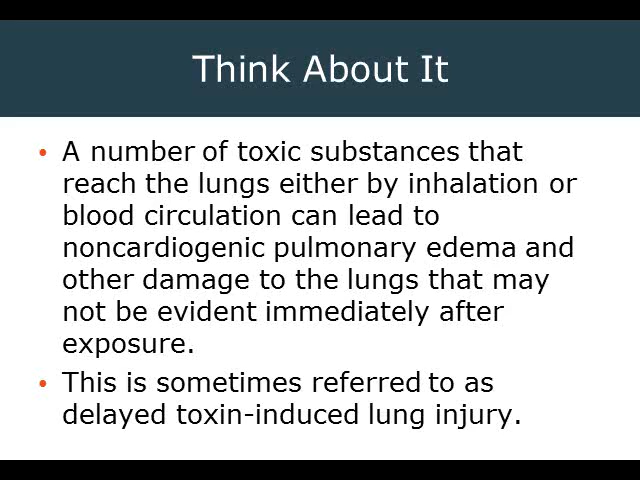 Think About It
• A number of toxic substances that
reach the lungs either by inhalation or
blood circulation can lead to
noncardiogenic pulmonary edema and
other damage to the lungs that may
not be evident immediately after
exposure.
• This is sometimes referred to as
delayed toxin-induced lung injury.